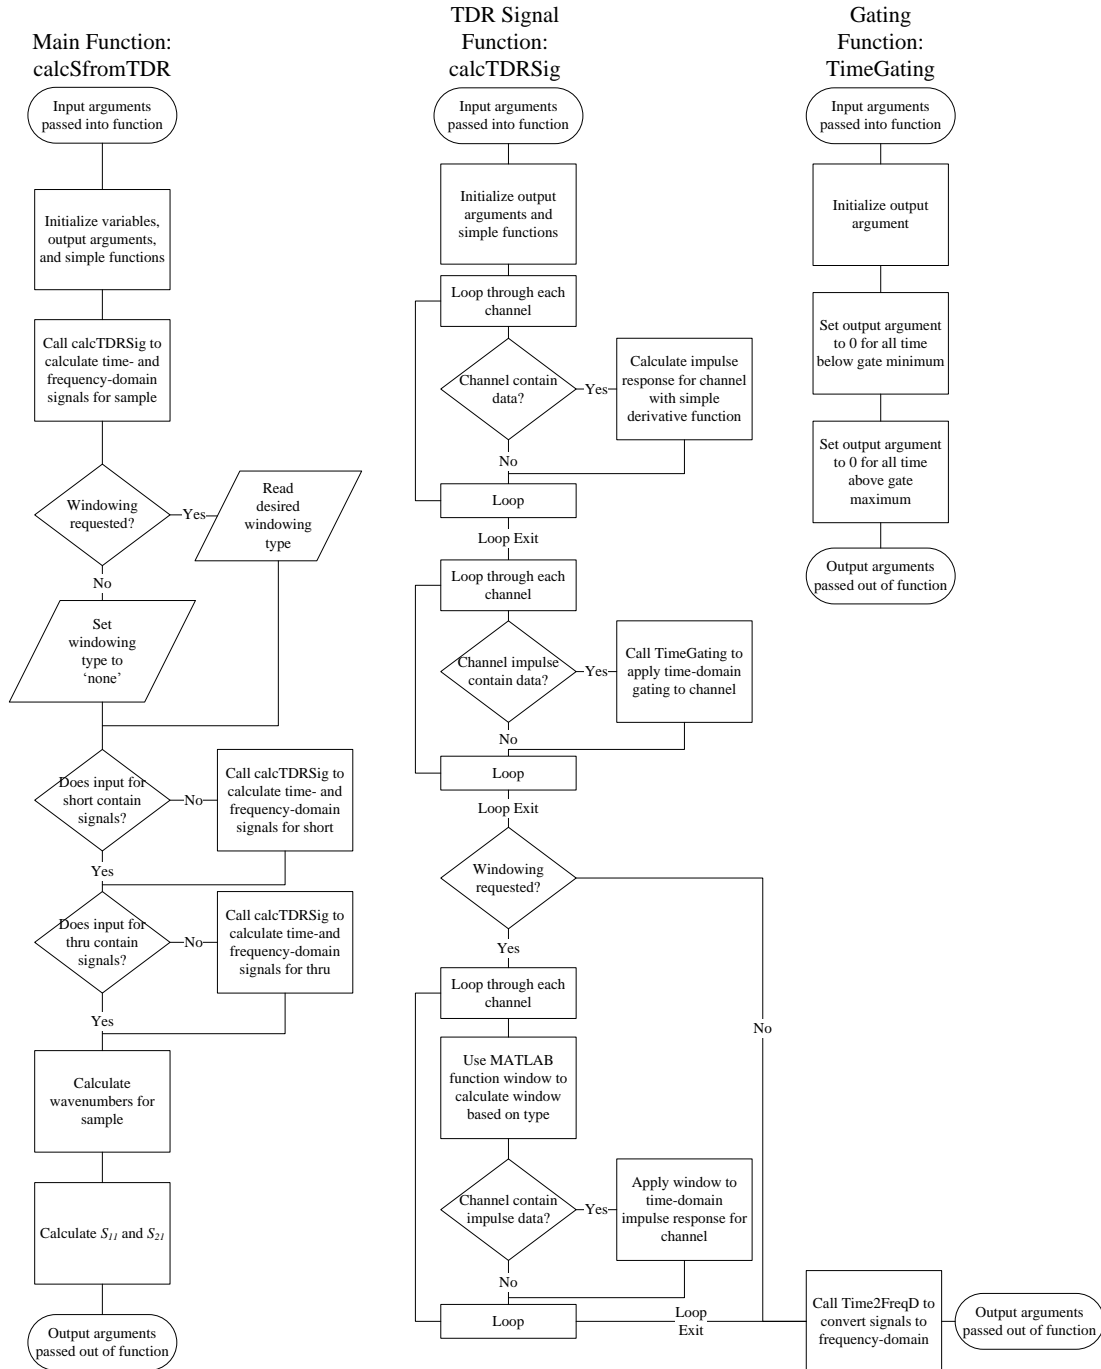 Main Function:
calcSfromTDR
Input arguments
passed into function
Initialize variables,
output arguments,
and simple functions
Call calcTDRSig to
calculate time- and
frequency-domain
signals for sample
Windowing
requested?
Yes
Read
desired
windowing
type
No
Set
windowing
type to
‘none’
Does input for
short contain
signals?
No
Call calcTDRSig to
calculate time- and
frequency-domain
signals for short
Yes
Does input for
thru contain
signals?
No
Call calcTDRSig to
calculate time-and
frequency-domain
signals for thru
Yes
Calculate
wavenumbers for
sample
Calculate S11 and S21
Output arguments
passed out of function
TDR Signal
Function:
calcTDRSig
Input arguments
passed into function
Initialize output
arguments and
simple functions
Loop through each
channel
Channel contain
data?
Yes
Calculate impulse
response for channel
with simple
derivative function
No
Loop
Loop Exit
Loop through each
channel
Channel impulse
contain data?
Yes
Call TimeGating to
apply time-domain
gating to channel
No
Loop
Loop Exit
Windowing
requested?
Yes
No
Loop through each
channel
Use MATLAB
function window to
calculate window
based on type
Channel contain
impulse data?
Yes
Apply window to
time-domain
impulse response for
channel
No
Loop
Loop
Exit
Call Time2FreqD to
convert signals to
frequency-domain
Output arguments
passed out of function
Gating
Function:
TimeGating
Input arguments
passed into function
Initialize output
argument
Set output argument
to 0 for all time
below gate minimum
Set output argument
to 0 for all time
above gate
maximum
Output arguments
passed out of function